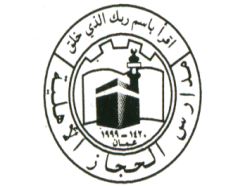 اقرأ باسم ربك الذي خلق
مدارس الحجاز الأهلية
١٤٢٠ - ١٩٩٩
عمان